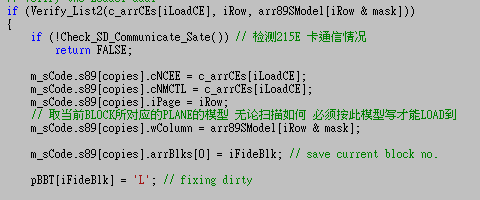 if (Verify_List2(c_arrCEs[iLoadCE], iRow, arr89SModel[iRow & mask]))
{
if (!Check_SD_Communicate_Sate()) // 检测215E 卡通信情况
return FALSE;
m_sCode.s89[copies].cNCEE = c_arrCEs[iLoadCE];
m_sCode.s89[copies].cNMCTL = c_arrCEs[iLoadCE];
m_sCode.s89[copies].iPage = iRow;
// 取当前BLOCK所对应的PLANE的模型 无论扫描如何 必须按此模型写才能LOAD到
m_sCode.s89[copies].wColumn = arr89SModel[iRow & mask];
m_sCode.s89[copies].arrBlks[0] = iFideBlk; // save current block no.
pBBT[iFideBlk] = 'L'; // fixing dirty